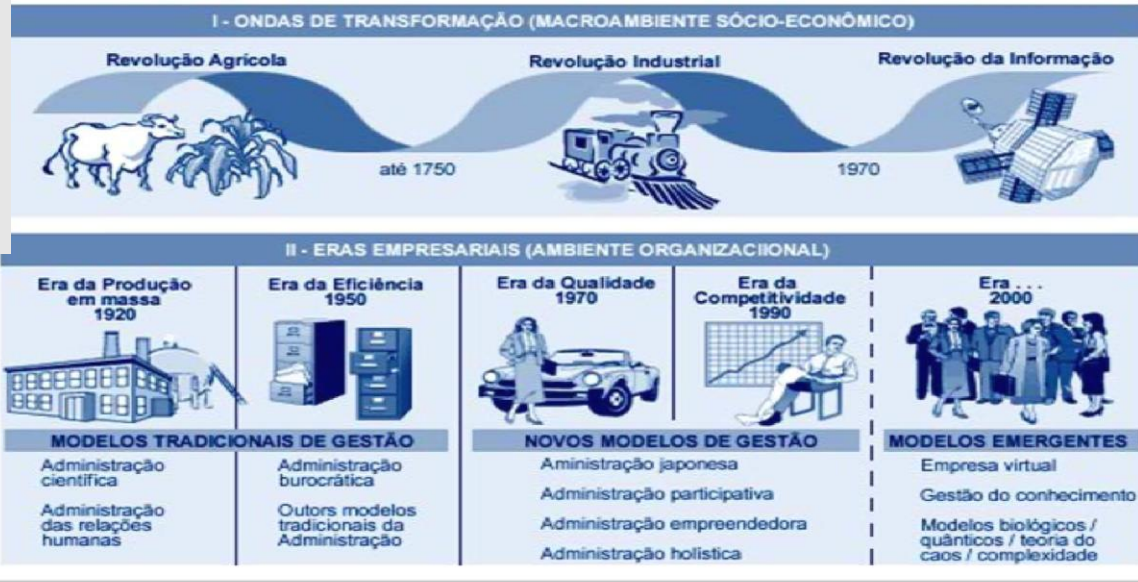 I - ONDAS DE TRANSFORMAÇÃO (MACROAMBIENTE SÓCIO-ECONÔMICO)
Revolução Agrícola
Revolução Industrial
Revolução da Informação
até 1750
1970
II - ERAS EMPRESARIAIS (AMBIENTE ORGANIZACIIONAL)
Era da Produção
em massa
1920
Era da Eficiência
1950
Era da Qualidade
1970
Era da
Competitividade
1990
Era . . .
2000
MODELOS TRADICIONAIS DE GESTÃO
Administração
científica
Administração
das relações
humanas
Administração
burocrática
Outors modelos
tradicionais da
Administração
NOVOS MODELOS DE GESTÃO
Aministração japonesa
Administração participativa
Administração empreendedora
Administração holística
MODELOS EMERGENTES
Empresa virtual
Gestão do conhecimento
Modelos biológicos /
quânticos / teoria do
caos / complexidade